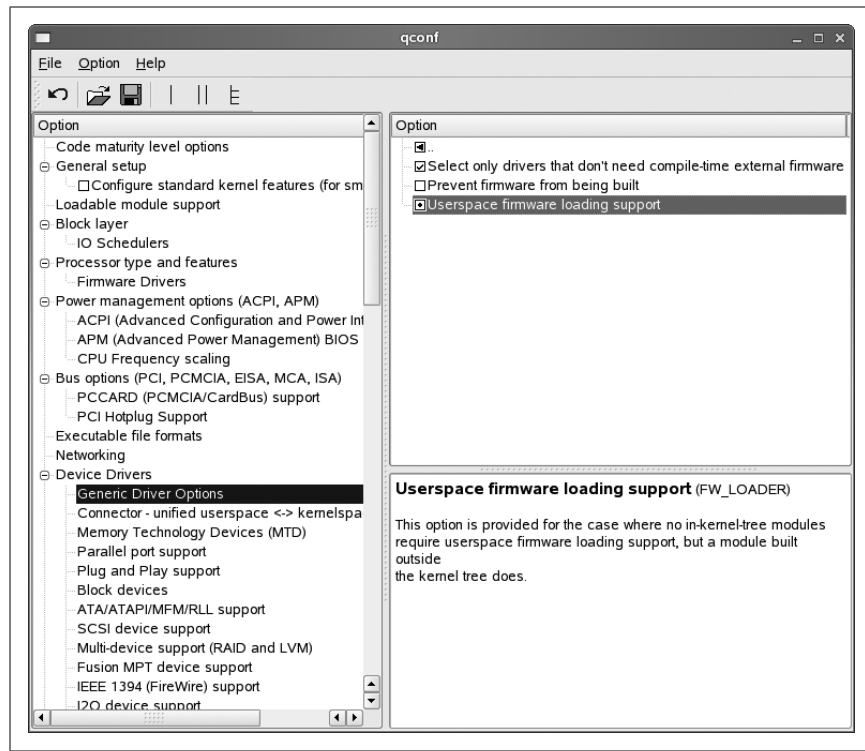 qconf
File Option Help
Option
Code maturity level options
General setup
Configure standard kernel features (for sm
Loadable module support
Block layer
IO Schedulers
Processor type and features
Firmware Drivers
Power management options (ACPI, APM)
ACPI (Advanced Configuration and Power Int
APM (Advanced Power Management) BIOS
CPU Frequency scaling
Bus options (PCI, PCMCIA, EISA, MCA, ISA)
PCCARD (PCMCIA/CardBus) support
PCI Hotplug Support
Executable file formats
Networking
Device Drivers
Generic Driver Options
Connector - unified userspace <-> kernelspa
Memory Technology Devices (MTD)
Parallel port support
Plug and Play support
Block devices
ATA/ATAPI/MFM/RLL support
SCSI device support
Multi-device support (RAID and LVM)
Fusion MPT device support
IEEE 1394 (FireWire) support
I2O device support
Option
..
Select only drivers that don't need compile-time external firmware
Prevent firmware from being built
Userspace firmware loading support
Userspace firmware loading support (FW_LOADER)
This option is provided for the case where no in-kernel-tree modules
require userspace firmware loading support, but a module built
outside
the kernel tree does.